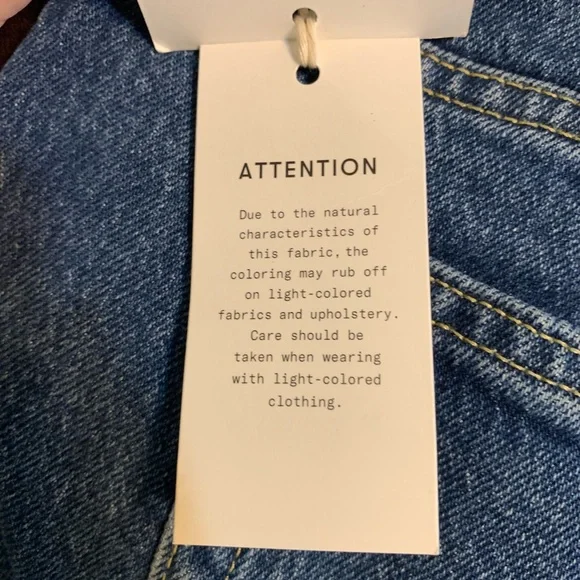 ATTENTION
Due to the natural
characteristics of
this fabric, the
coloring may rub off
on light-colored
fabrics and upholstery.
Care should be
taken when wearing
with light-colored
clothing.